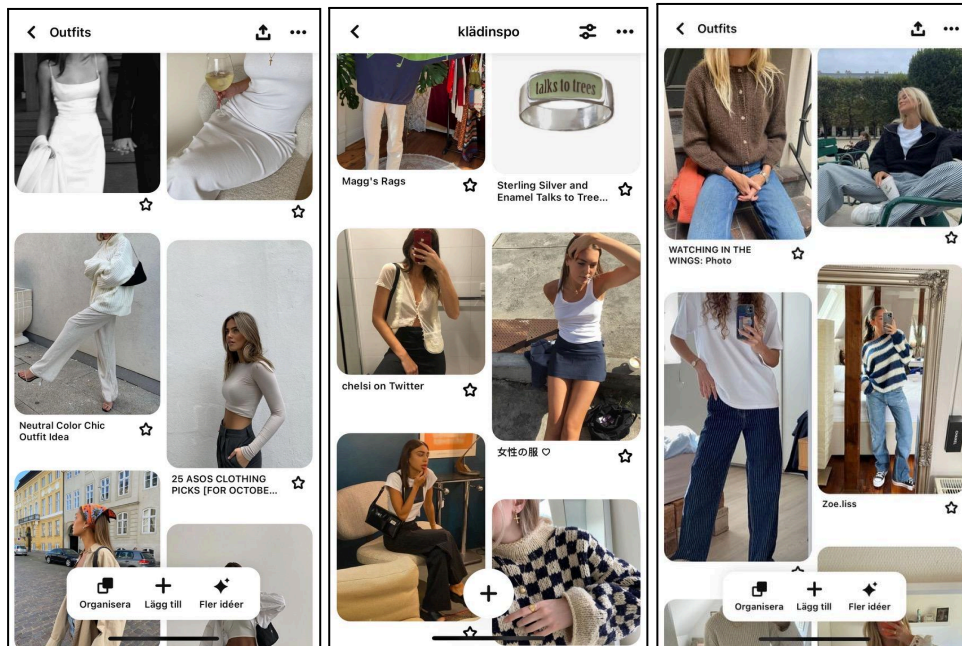 Outfits
Neutral Color Chic
Outfit Idea
25 ASOS CLOTHING
PICKS [FOR OCTOBE...
Organisera
Lägg till
Fler idéer
klädinspo
talks to trees
Magg's Rags
Sterling Silver and
Enamel Talks to Tree...
chelsi on Twitter
女性の服 ♡
Outfits
WATCHING IN THE
WINGS: Photo
Zoe.liss
Organisera
Lägg till
Fler idéer